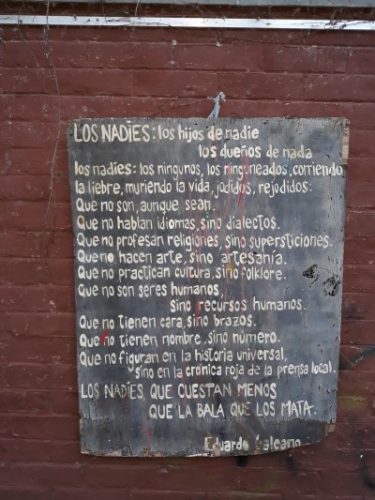 LOS NADIES: los hijos de nadie
los dueños de nada
los nadies: los ningunos, los ninguneados, corriendo
la liebre, muriendo la vida, jodidos, rejodidos:
Que no son, aunque sean.
Que no hablan idiomas, sino dialectos.
Que no profesan religiones, sino supersticiones.
Que no hacen arte, sino artesanía.
Que no practican cultura, sino folklore.
Que no son seres humanos,
sino recursos humanos.
Que no tienen cara, sino brazos.
Que no tienen nombre, sino número.
Que no figuran en la historia universal,
sino en la crónica roja de la prensa local.
LOS NADIES, QUE CUESTAN MENOS
QUE LA BALA QUE LOS MATA.
Eduardo Galeano